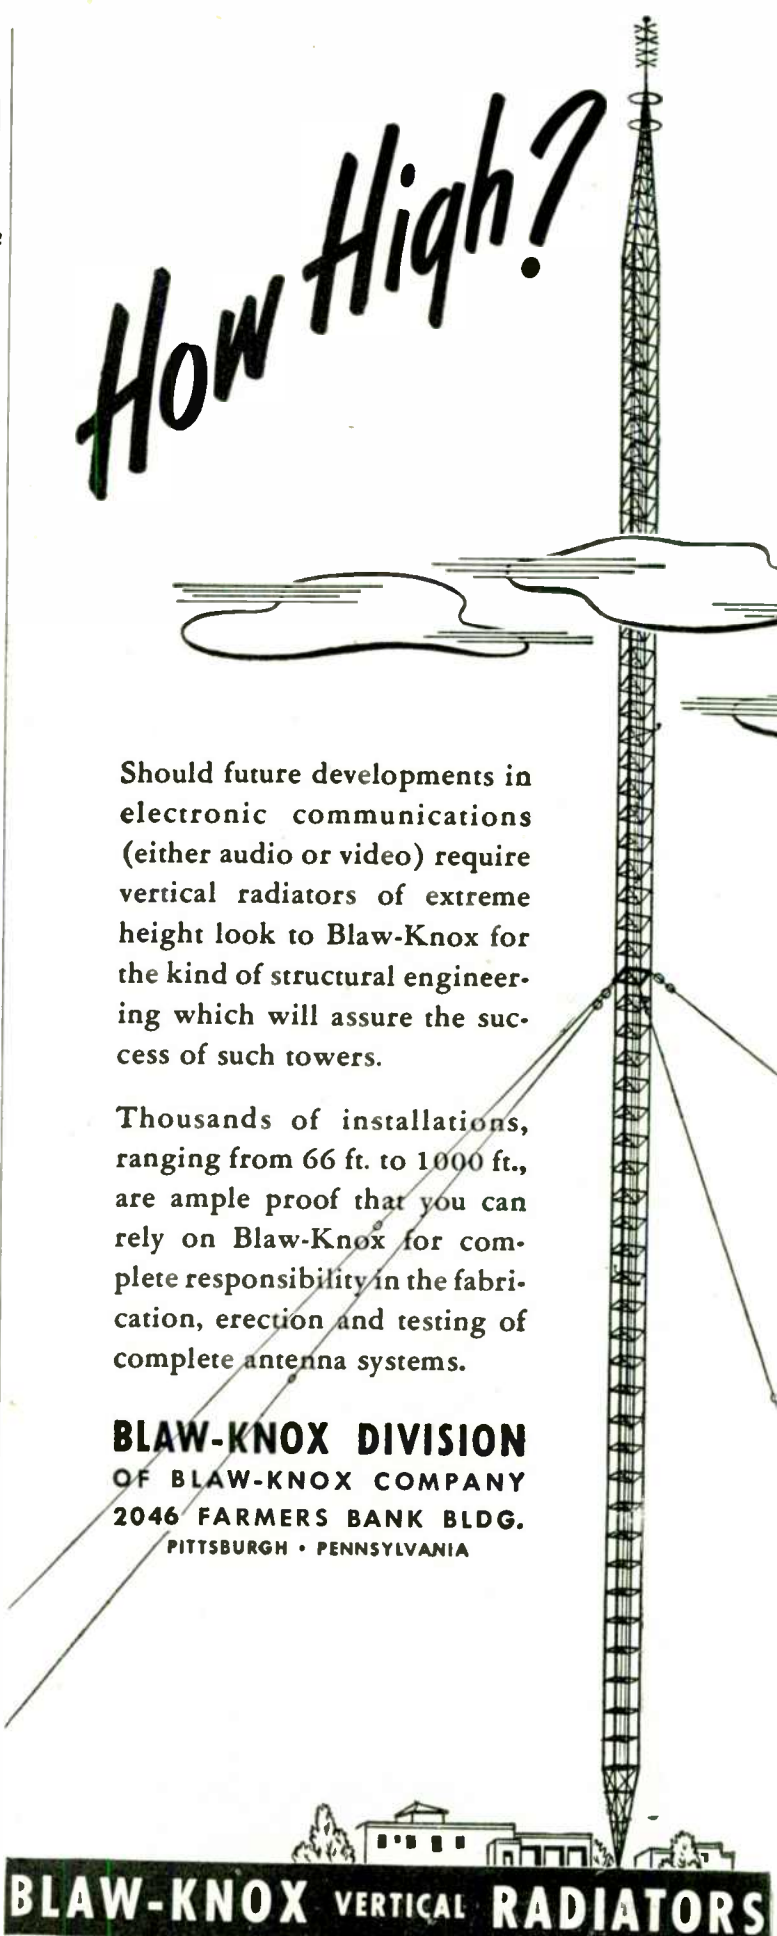 How High?
Should future developments in
electronic communications
(either audio or video) require
vertical radiators of extreme
height look to Blaw-Knox for
the kind of structural engineer-
ing which will assure the suc-
cess of such towers.
Thousands of installations,
ranging from 66 ft. to 1000 ft.,
are ample proof that you can
rely on Blaw-Knox for com-
plete responsibility in the fabri-
cation, erection and testing of
complete antenna systems.
BLAW-KNOX DIVISION
OF BLAW-KNOX COMPANY
2046 FARMERS BANK BLDG.
PITTSBURGH • PENNSYLVANIA
BLAW-KNOX VERTICAL RADIATORS